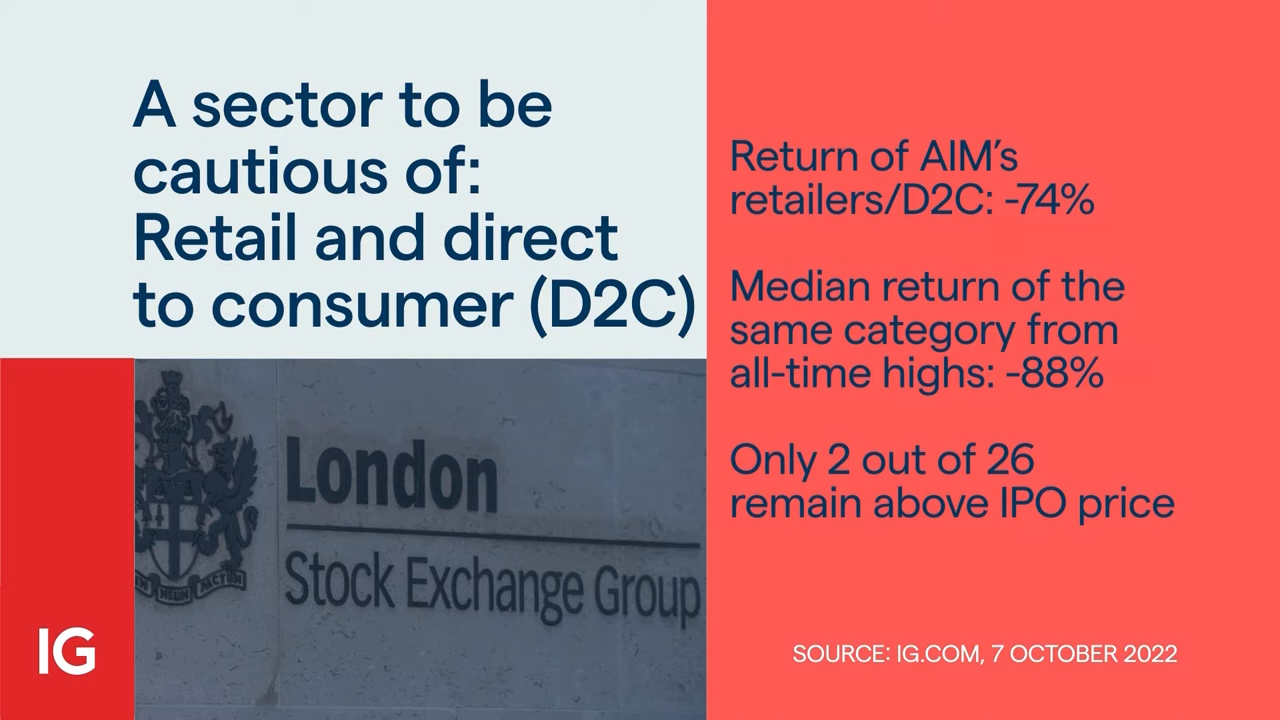 A sector to be
cautious of:
Retail and direct
to consumer (D2C)
Return of AIM’s
retailers/D2C: -74%
Median return of the
same category from
all-time highs: -88%
Only 2 out of 26
remain above IPO price
London
Stock Exchange Group
IG
SOURCE: IG.COM, 7 OCTOBER 2022